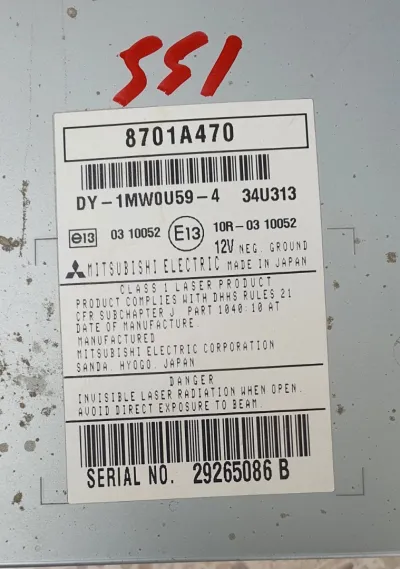 551
8701A470
DY-1MW0U59-4 34U313
e13 03 10052 E13 10R-03 10052
12V NEG. GROUND
MITSUBISHI ELECTRIC MADE IN JAPAN
CLASS 1 LASER PRODUCT
PRODUCT COMPLIES WITH DHHS RULES 21
CFR SUBCHAPTER J PART 1040:10 AT
DATE OF MANUFACTURE.
MANUFACTURED
MITSUBISHI ELECTRIC CORPORATION
SANDA, HYOGO, JAPAN
DANGER
INVISIBLE LASER RADIATION WHEN OPEN.
AVOID DIRECT EXPOSURE TO BEAM.
SERIAL NO. 29265086 B